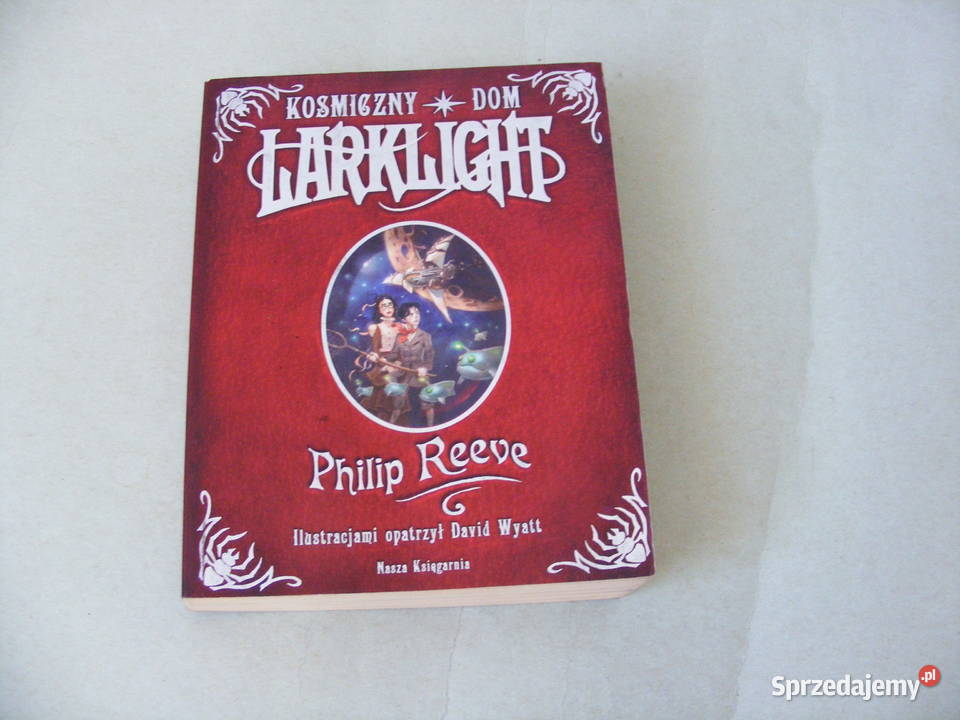 KOSMICZNY DOM
LARKLIGHT
Philip Reeve
Ilustracjami opatrzył David Wyatt
Nasza Księgarnia
Sprzedajemy.pl